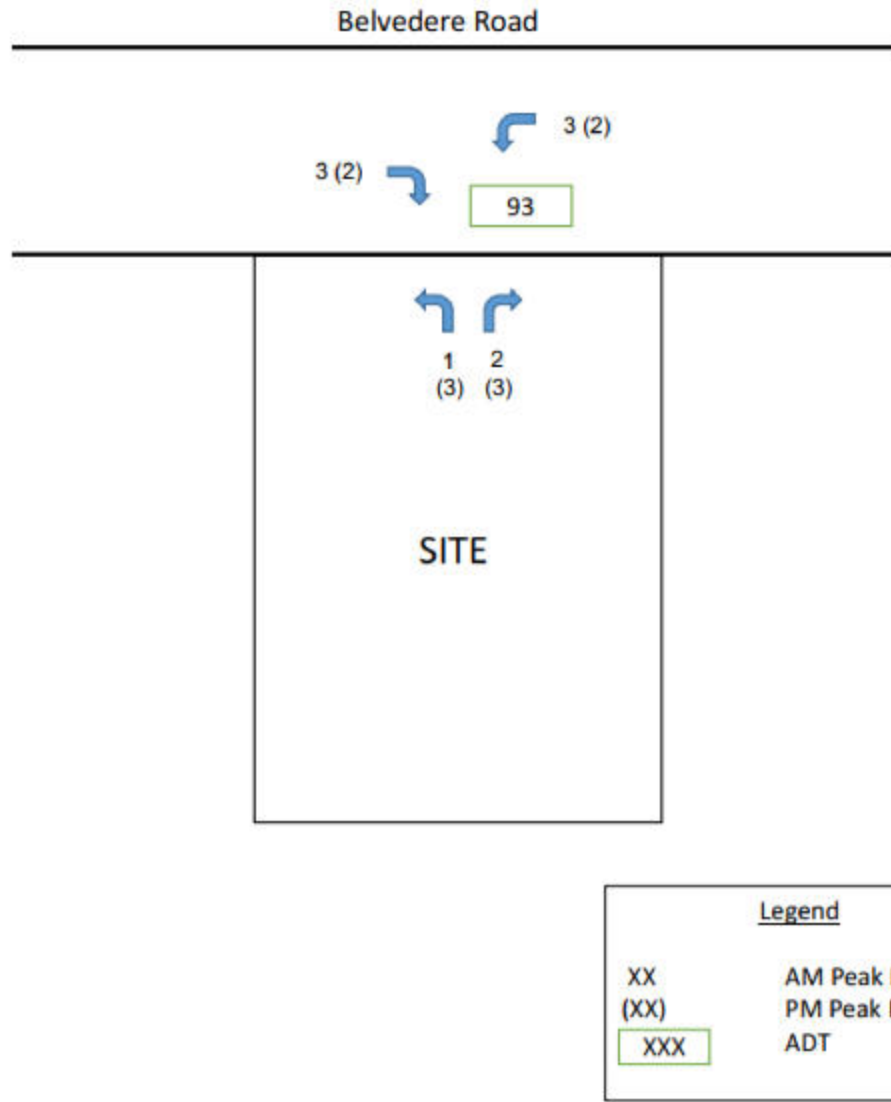 Belvedere Road
3 (2)
3 (2)
93
1 2
(3) (3)
SITE
Legend
XX AM Peak
(XX) PM Peak
XXX ADT